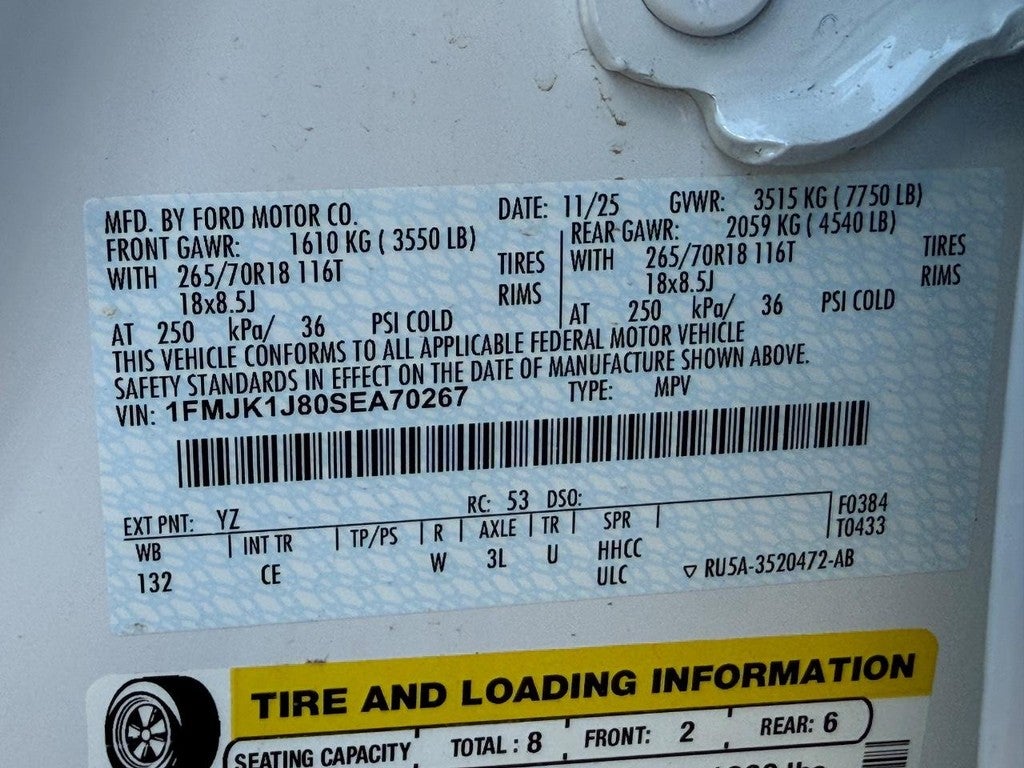 MFD. BY FORD MOTOR CO. DATE: 11/25 GVWR: 3515 KG ( 7750 LB)
FRONT GAWR: 1610 KG ( 3550 LB) REAR GAWR: 2059 KG ( 4540 LB)
WITH 265/70R18 116T TIRES WITH 265/70R18 116T TIRES
18x8.5J RIMS 18x8.5J RIMS
AT 250 kPa/ 36 PSI COLD AT 250 kPa/ 36 PSI COLD
THIS VEHICLE CONFORMS TO ALL APPLICABLE FEDERAL MOTOR VEHICLE
SAFETY STANDARDS IN EFFECT ON THE DATE OF MANUFACTURE SHOWN ABOVE.
VIN: 1FMJK1J80SEA70267 TYPE: MPV
EXT PNT: YZ RC: 53 DSO: F0384
WB INT TR TP/PS R AXLE TR SPR T0433
132 CE W 3L U HHCC
ULC RU5A-3520472-AB
TIRE AND LOADING INFORMATION
SEATING CAPACITY TOTAL : 8 FRONT: 2 REAR: 6